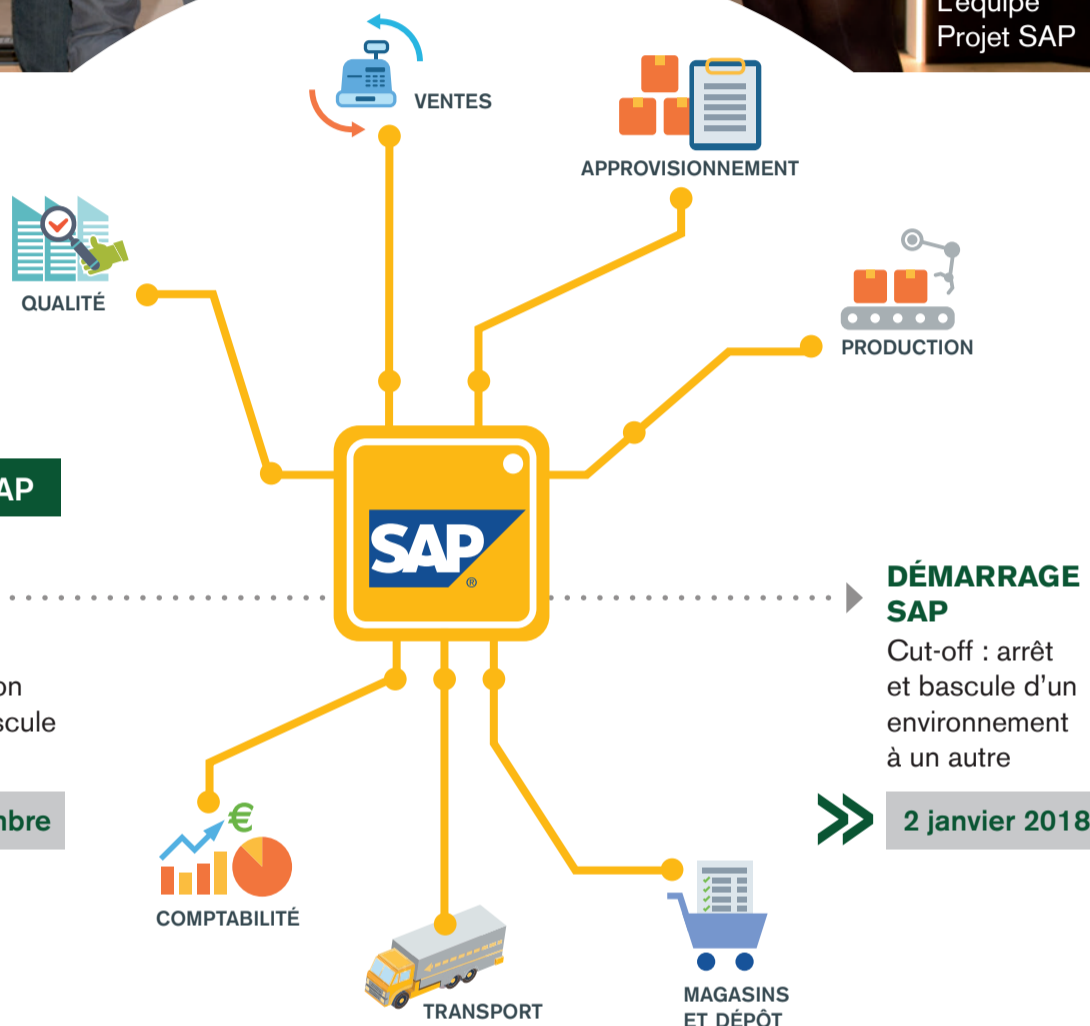 L'équipe
Projet SAP
VENTES
APPROVISIONNEMENT
QUALITÉ
PRODUCTION
AP
SAP
®
DÉMARRAGE
SAP
Cut-off : arrêt
et bascule d'un
environnement
à un autre
on
scule
mbre
2 janvier 2018
€
COMPTABILITÉ
TRANSPORT
MAGASINS
ET DÉPÔT